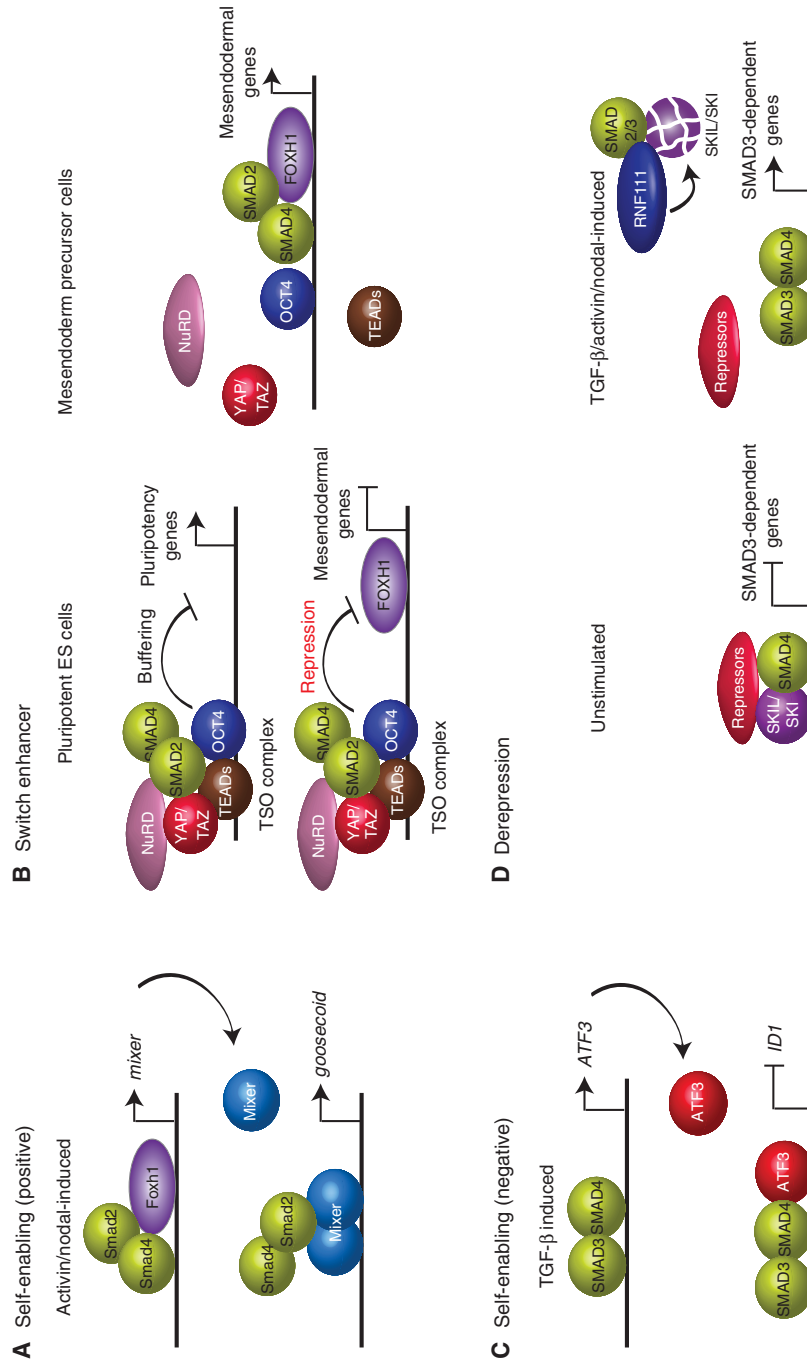 A Self-enabling (positive)
Activin/nodal-induced
Smad2
Smad4
Foxh1
mixer
Mixer
Smad4
Smad2
Mixer
goosecoid
B Switch enhancer
Pluripotent ES cells
NuRD
YAP/
TAZ
SMAD4
SMAD2
TEADs
OCT4
TSO complex
Buffering
Pluripotency
genes
NuRD
YAP/
TAZ
SMAD4
SMAD2
TEADs
OCT4
TSO complex
Repression
FOXH1
Mesendodermal
genes
Mesendoderm precursor cells
NuRD
YAP/
TAZ
OCT4
SMAD2
SMAD4
FOXH1
TEADs
Mesendodermal
genes
C Self-enabling (negative)
TGF-β induced
SMAD3 SMAD4
ATF3
ATF3
SMAD3 SMAD4
ATF3
ID1
D Derepression
Unstimulated
Repressors
SKIL/
SKI
SMAD4
SMAD3-dependent
genes
TGF-β/activin/nodal-induced
Repressors
SMAD3 SMAD4
RNF111
SMAD
2/3
SKIL/SKI
SMAD3-dependent
genes